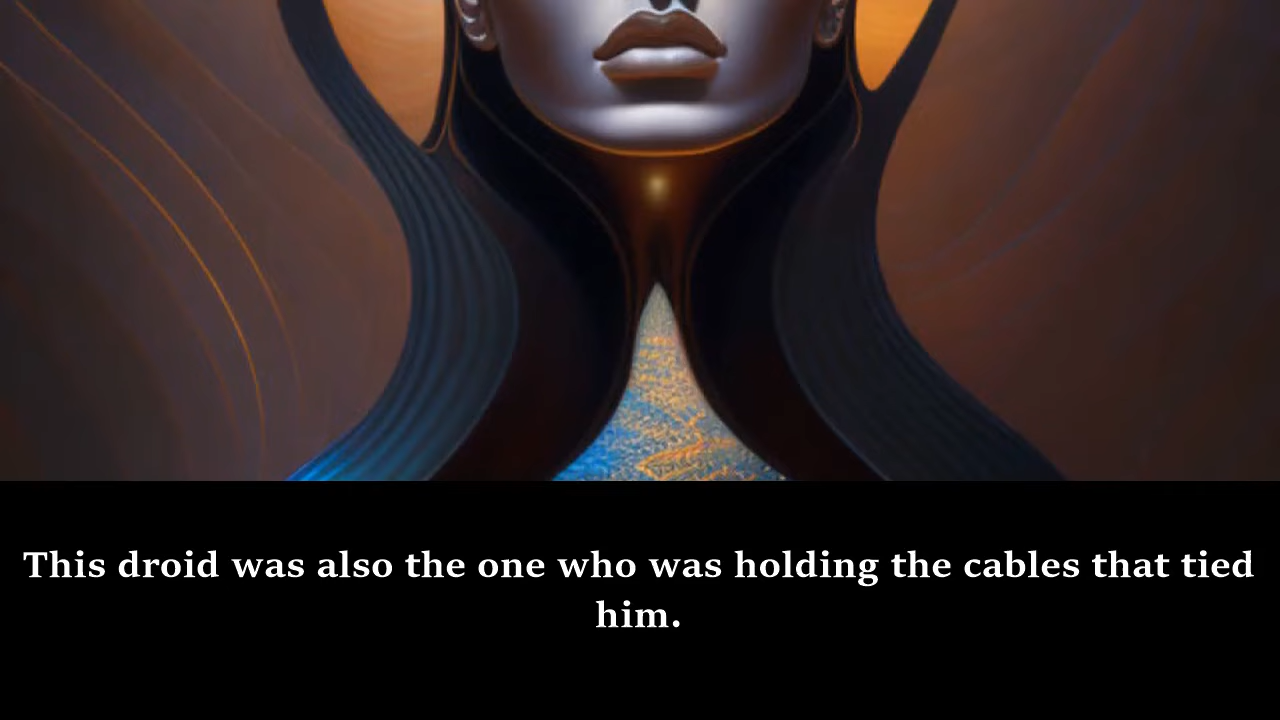 This droid was also the one who was holding the cables that tied
him.